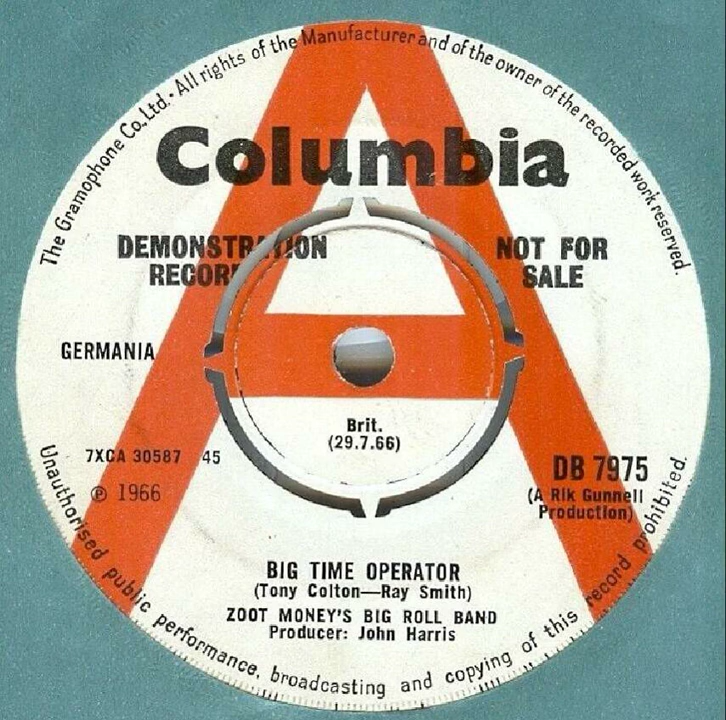 The Gramophone Co.Ltd. · All rights of the Manufacturer and of the owner of the recorded work reserved.
Columbia
DEMONSTRATION
RECORD
NOT FOR
SALE
GERMANIA
Brit.
(29.7.66)
7XCA 30587 45
℗ 1966
DB 7975
(A Rik Gunnell
Production)
BIG TIME OPERATOR
(Tony Colton—Ray Smith)
ZOOT MONEY'S BIG ROLL BAND
Producer: John Harris
Unauthorised public performance, broadcasting and copying of this record prohibited.